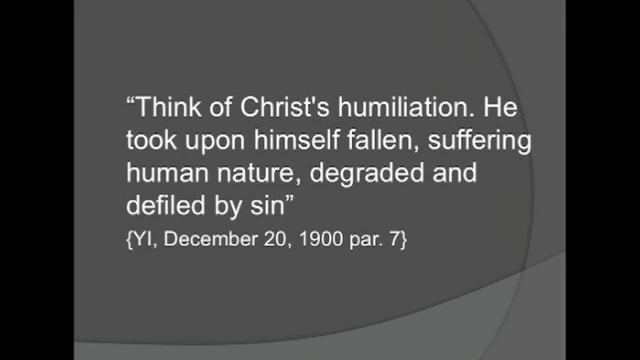 “Think of Christ's humiliation. He
took upon himself fallen, suffering
human nature, degraded and
defiled by sin”
{YI, December 20, 1900 par. 7}